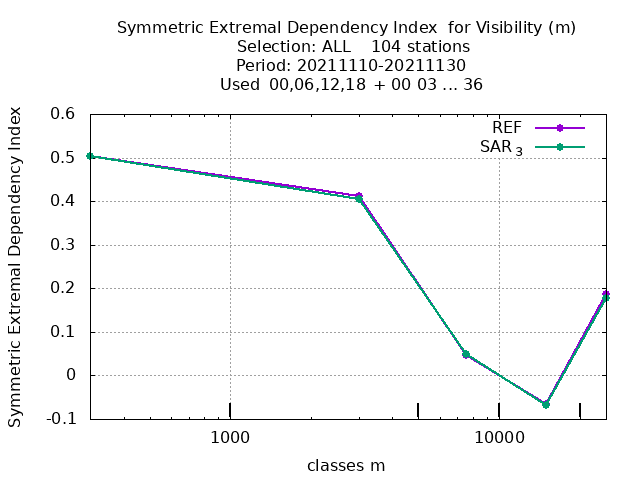 Symmetric Extremal Dependency Index  for Visibility (m)
Selection: ALL    104 stations
Period: 20211110-20211130
Used  00,06,12,18  + 00 03 ... 36
REF
SAR 3
0.6
0.5
0.4
0.3
0.2
0.1
0
-0.1
Symmetric Extremal Dependency Index
1000
10000
classes m